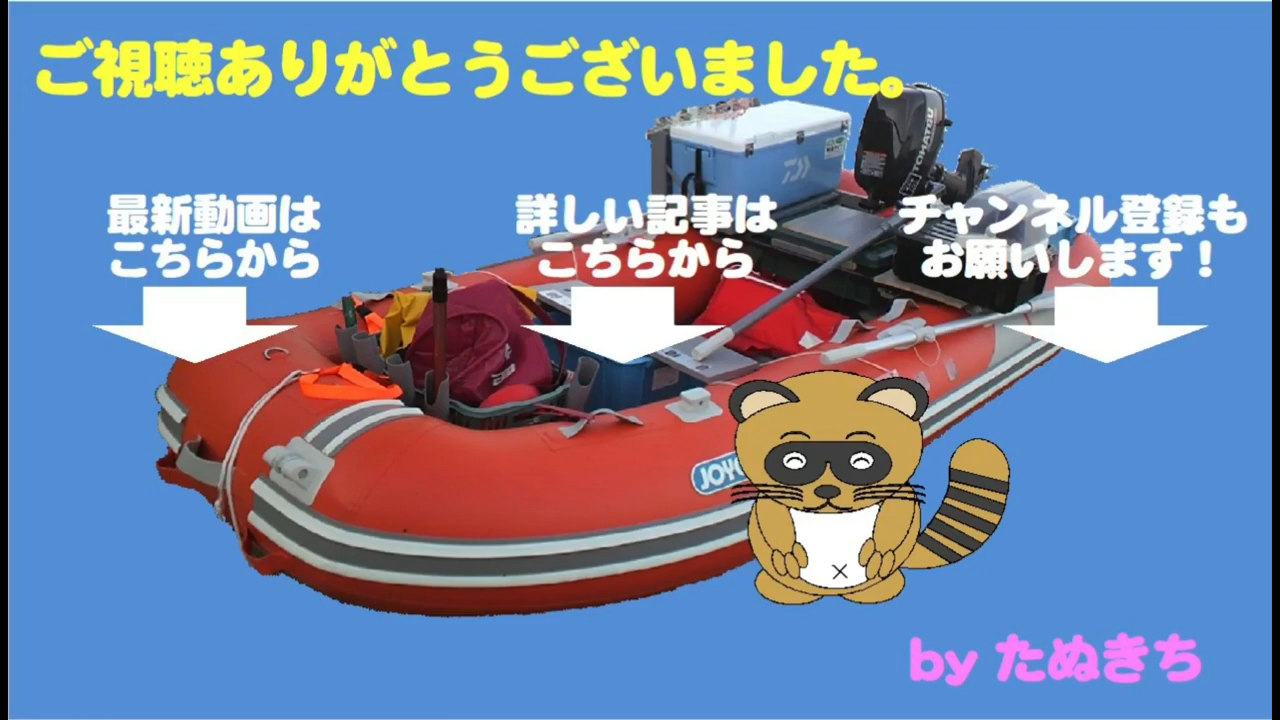 ご視聴ありがとうございました。
最新動画は
こちらから
詳しい記事は
こちらから
チャンネル登録も
お願いします！
TOHATSU
JOYC
by たぬきち